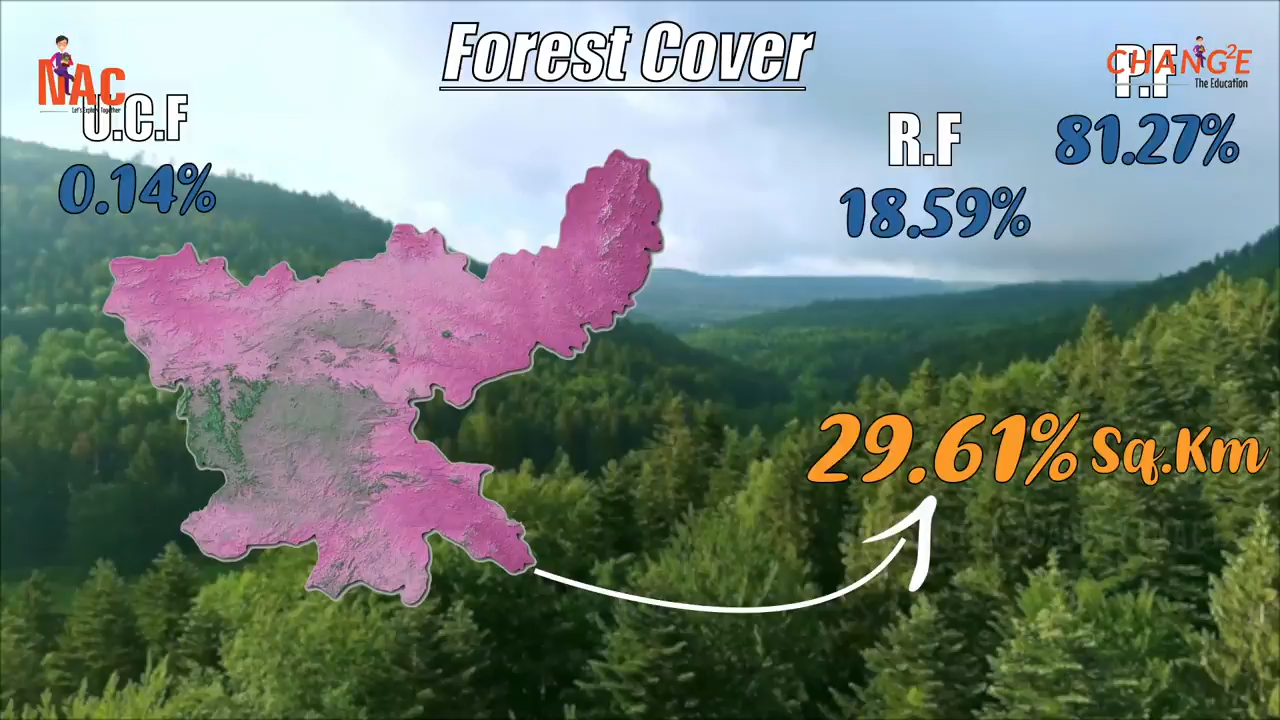 Forest Cover
NAC
Let's Explore Together
CHANG2E
The Education
U.C.F
0.14%
R.F
18.59%
P.F
81.27%
29.61% Sq.Km